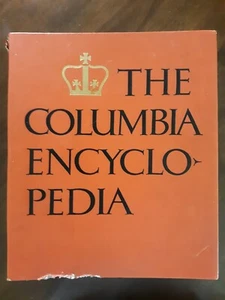 THE
COLUMBIA
ENCYCLO-
PEDIA